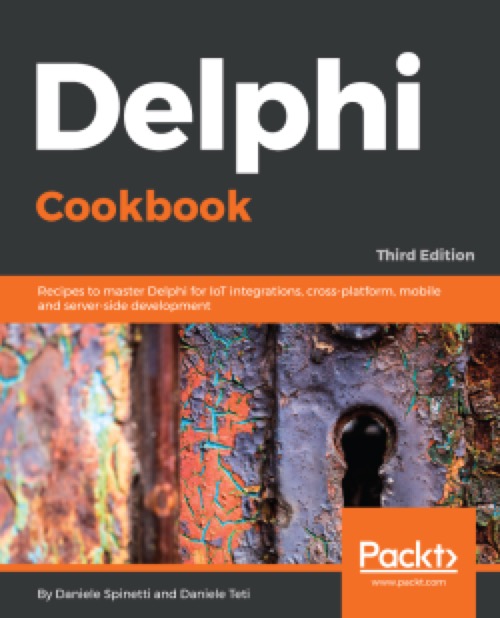 Delphi
Cookbook
Third Edition
Recipes to master Delphi for IoT integrations, cross-platform, mobile
and server-side development
Packt>
www.packt.com
By Daniele Spinetti and Daniele Teti